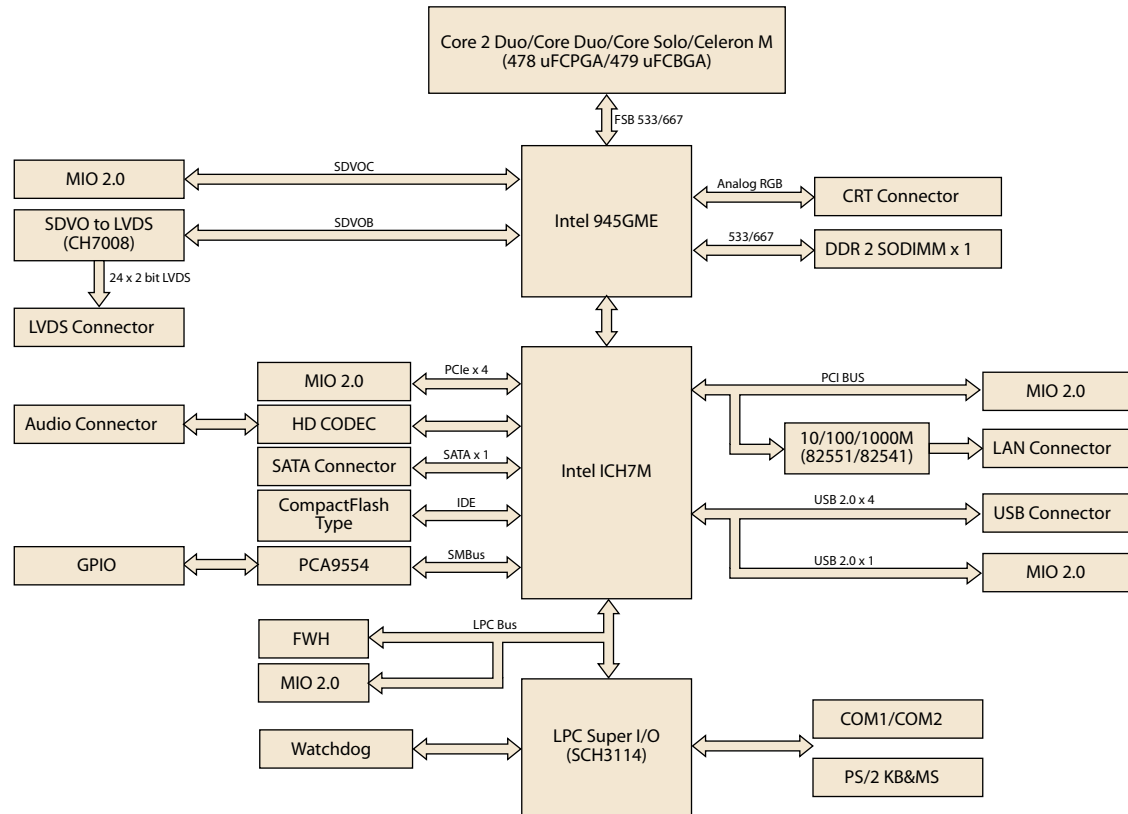 Core 2 Duo/Core Duo/Core Solo/Celeron M
(478 uFCPGA/479 uFCBGA)
FSB 533/667
MIO 2.0
SDVOC
Intel 945GME
Analog RGB
CRT Connector
SDVO to LVDS
(CH7008)
SDVOB
533/667
DDR 2 SODIMM x 1
24 x 2 bit LVDS
LVDS Connector
MIO 2.0
PCIe x 4
Intel ICH7M
PCI BUS
MIO 2.0
Audio Connector
HD CODEC
10/100/1000M
(82551/82541)
LAN Connector
SATA Connector
SATA x 1
CompactFlash
Type
IDE
USB 2.0 x 4
USB Connector
GPIO
PCA9554
SMBus
USB 2.0 x 1
MIO 2.0
FWH
LPC Bus
MIO 2.0
LPC Super I/O
(SCH3114)
COM1/COM2
Watchdog
PS/2 KB&MS